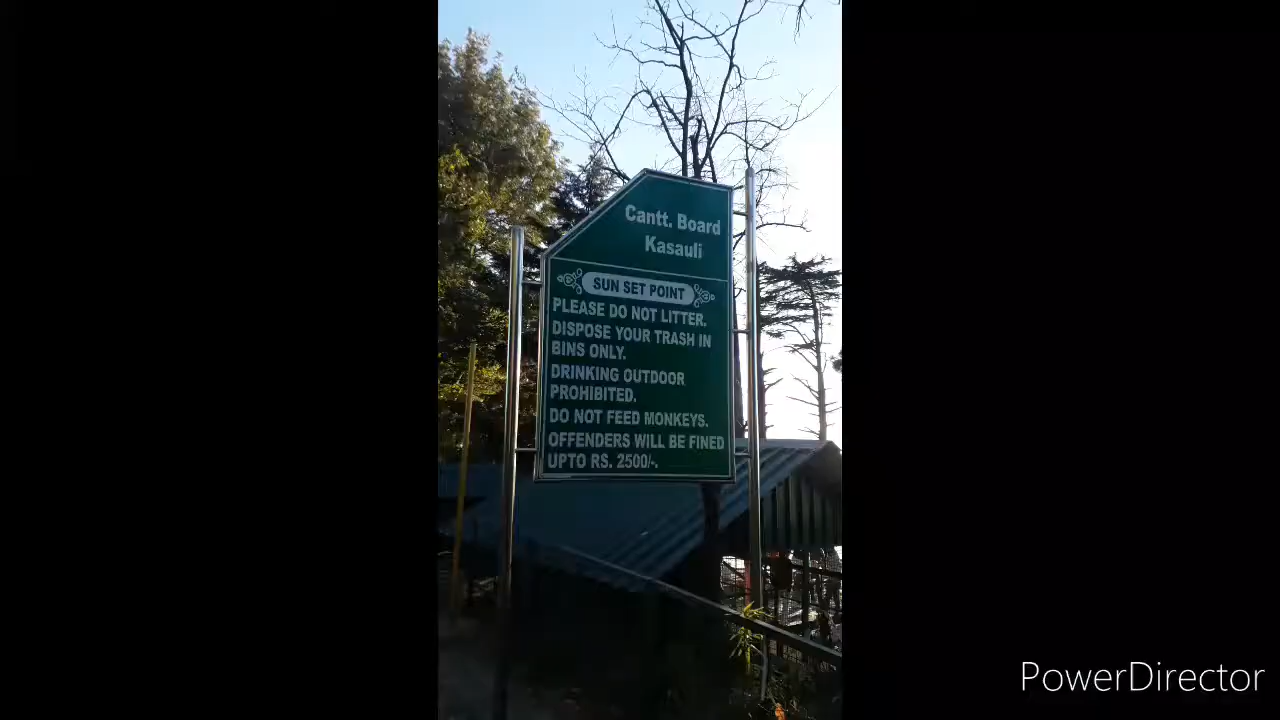 Cantt. Board
Kasauli
SUN SET POINT
PLEASE DO NOT LITTER.
DISPOSE YOUR TRASH IN
BINS ONLY.
DRINKING OUTDOOR
PROHIBITED.
DO NOT FEED MONKEYS.
OFFENDERS WILL BE FINED
UPTO RS. 2500/-.
PowerDirector